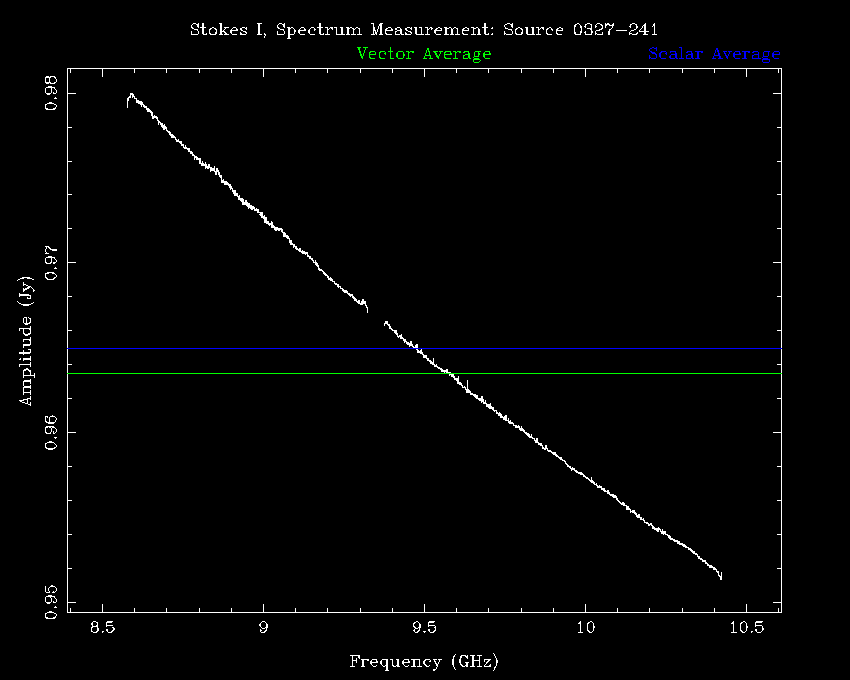 Stokes I, Spectrum Measurement: Source 0327−241
Vector Average Scalar Average
0.98
0.97
Amplitude (Jy)
0.96
0.95
8.5 9 9.5 10 10.5
Frequency (GHz)